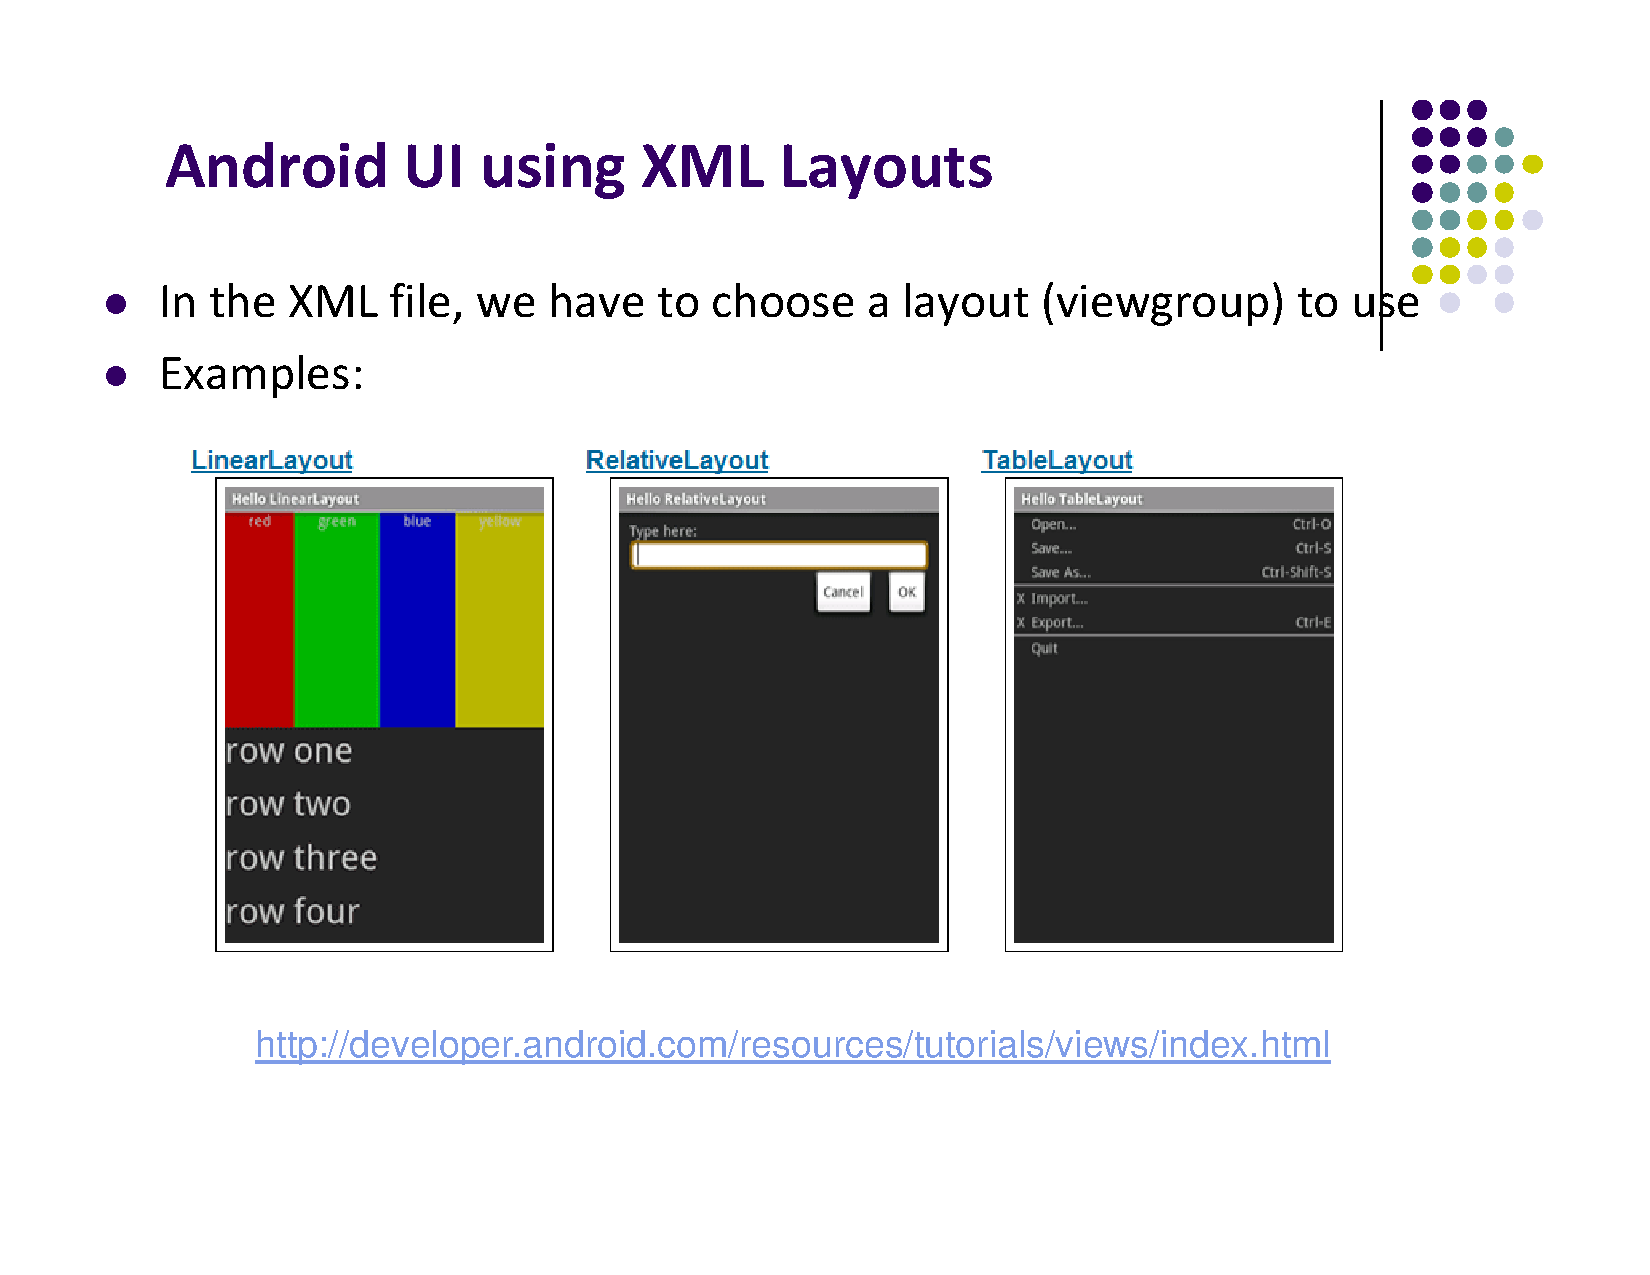 Android UI using XML Layouts
In the XML file, we have to choose a layout (viewgroup) to use
Examples:
LinearLayout
Hello LinearLayout
red green blue yellow
row one
row two
row three
row four
RelativeLayout
Hello RelativeLayout
Type here:
Cancel OK
TableLayout
Hello TableLayout
Open... Ctrl-O
Save... Ctrl-S
Save As... Ctrl-Shift-S
X Import...
X Export... Ctrl-E
Quit
http://developer.android.com/resources/tutorials/views/index.html